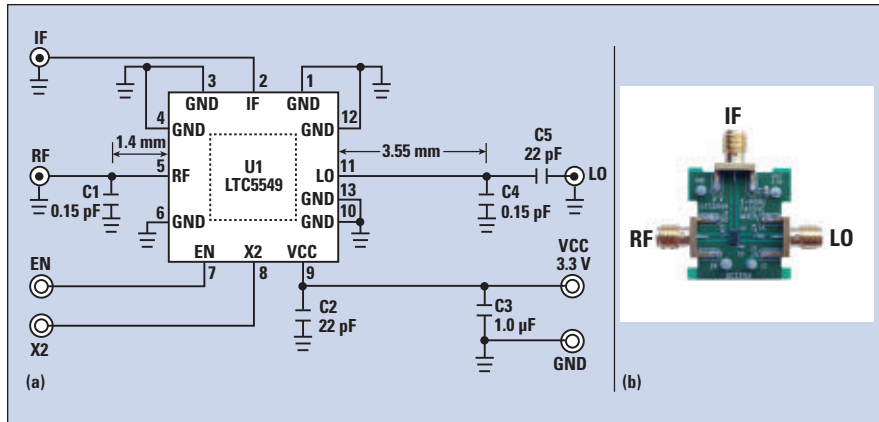 IF
3
2
1
GND
IF
GND
4
GND
GND
12
1.4 mm
3.55 mm
C5
22 pF
RF
5
RF
U1
LTC5549
LO
11
LO
C1
0.15 pF
GND
13
C4
0.15 pF
6
GND
GND
10
EN
X2
VCC
VCC
3.3 V
EN
7
8
9
C2
22 pF
C3
1.0 µF
X2
GND
(a)
IF
RF
LO
(b)